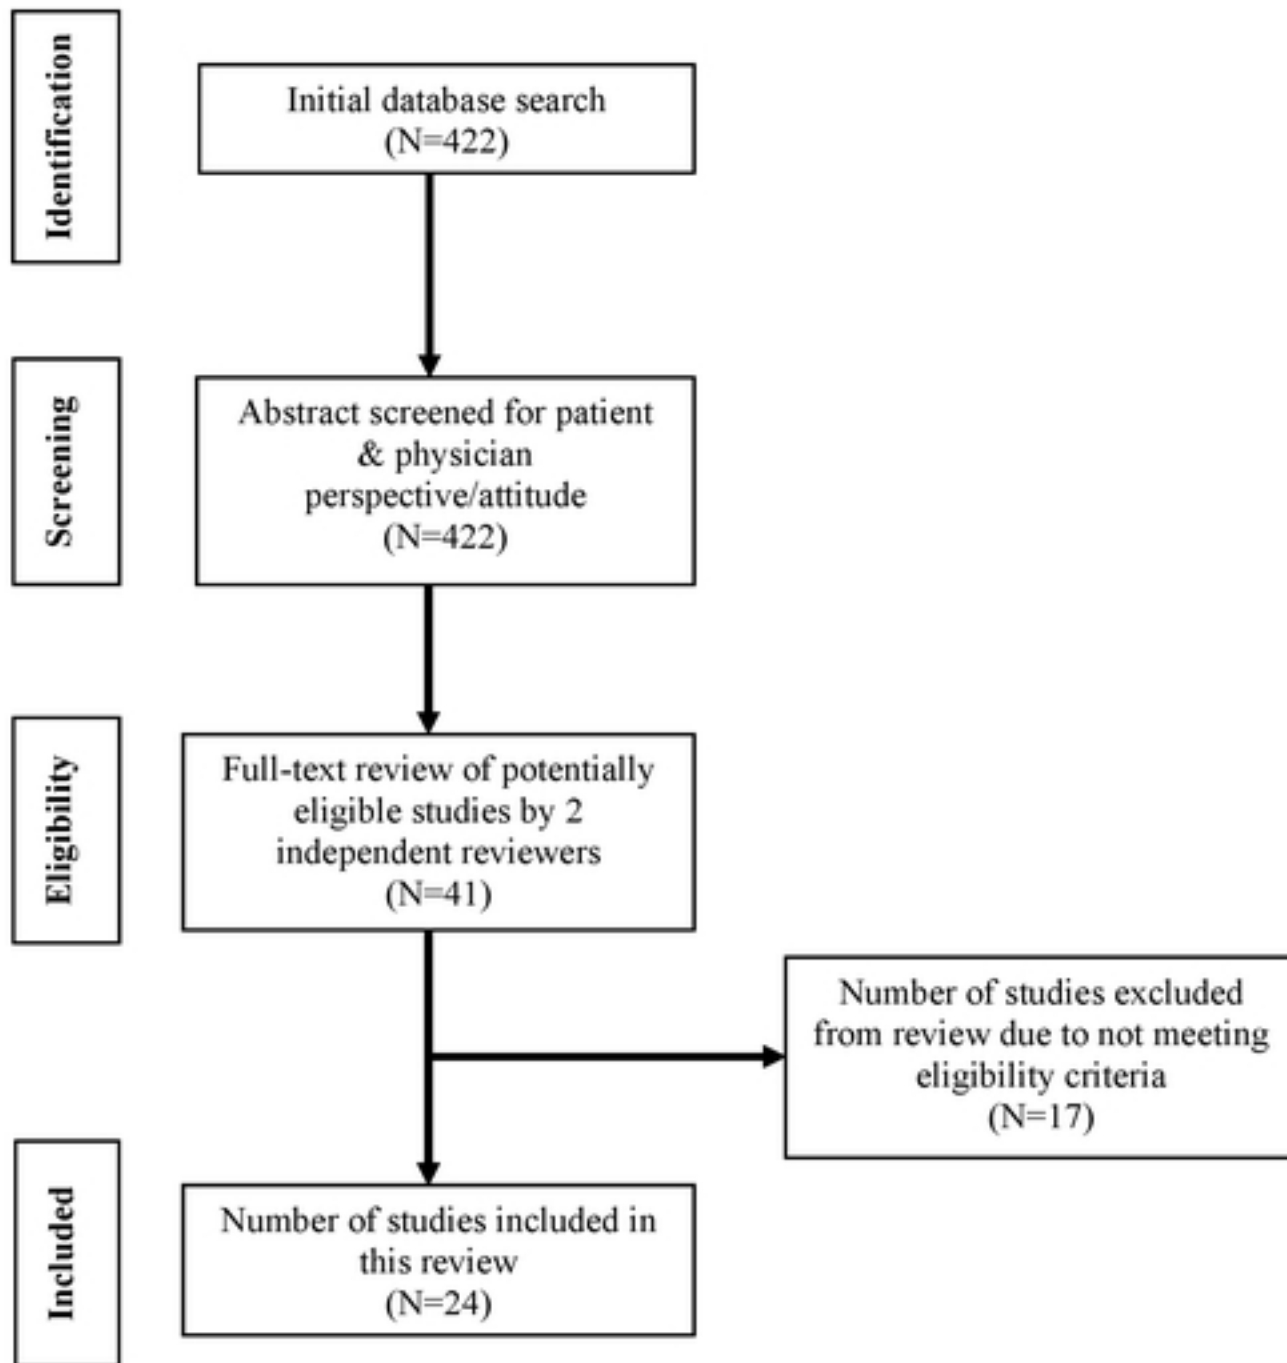 Identification
Initial database search
(N=422)
Screening
Abstract screened for patient
& physician
perspective/attitude
(N=422)
Eligibility
Full-text review of potentially
eligible studies by 2
independent reviewers
(N=41)
Number of studies excluded
from review due to not meeting
eligibility criteria
(N=17)
Included
Number of studies included in
this review
(N=24)